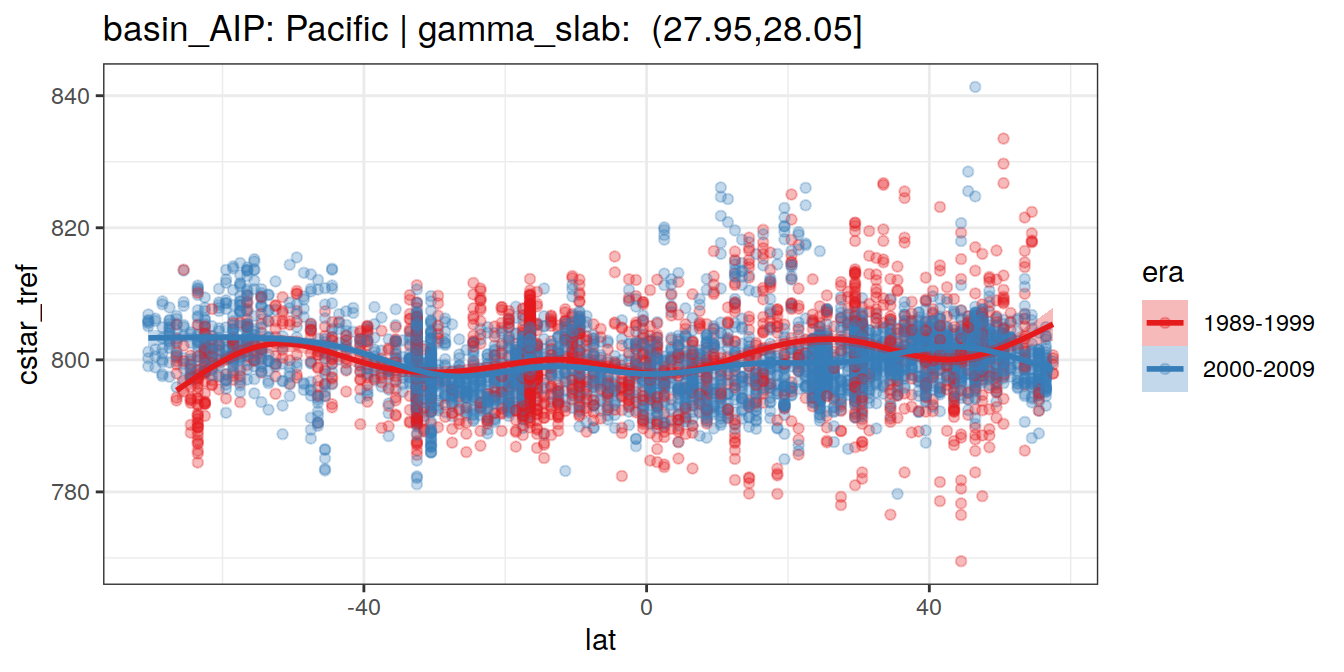 basin_AIP: Pacific | gamma_slab:  (27.95,28.05]
840
820
800
780
cstar_tref
-40
0
40
lat
era
1989-1999
2000-2009